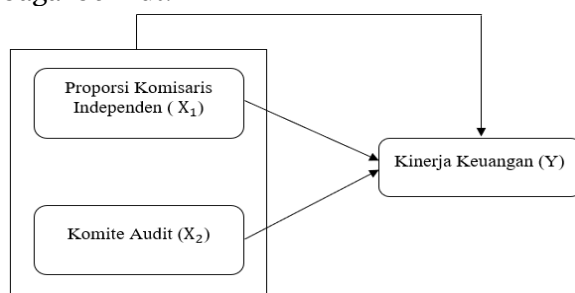 Proporsi Komisaris
Independen ( X₁)
Kinerja Keuangan (Y)
Komite Audit (X₂)